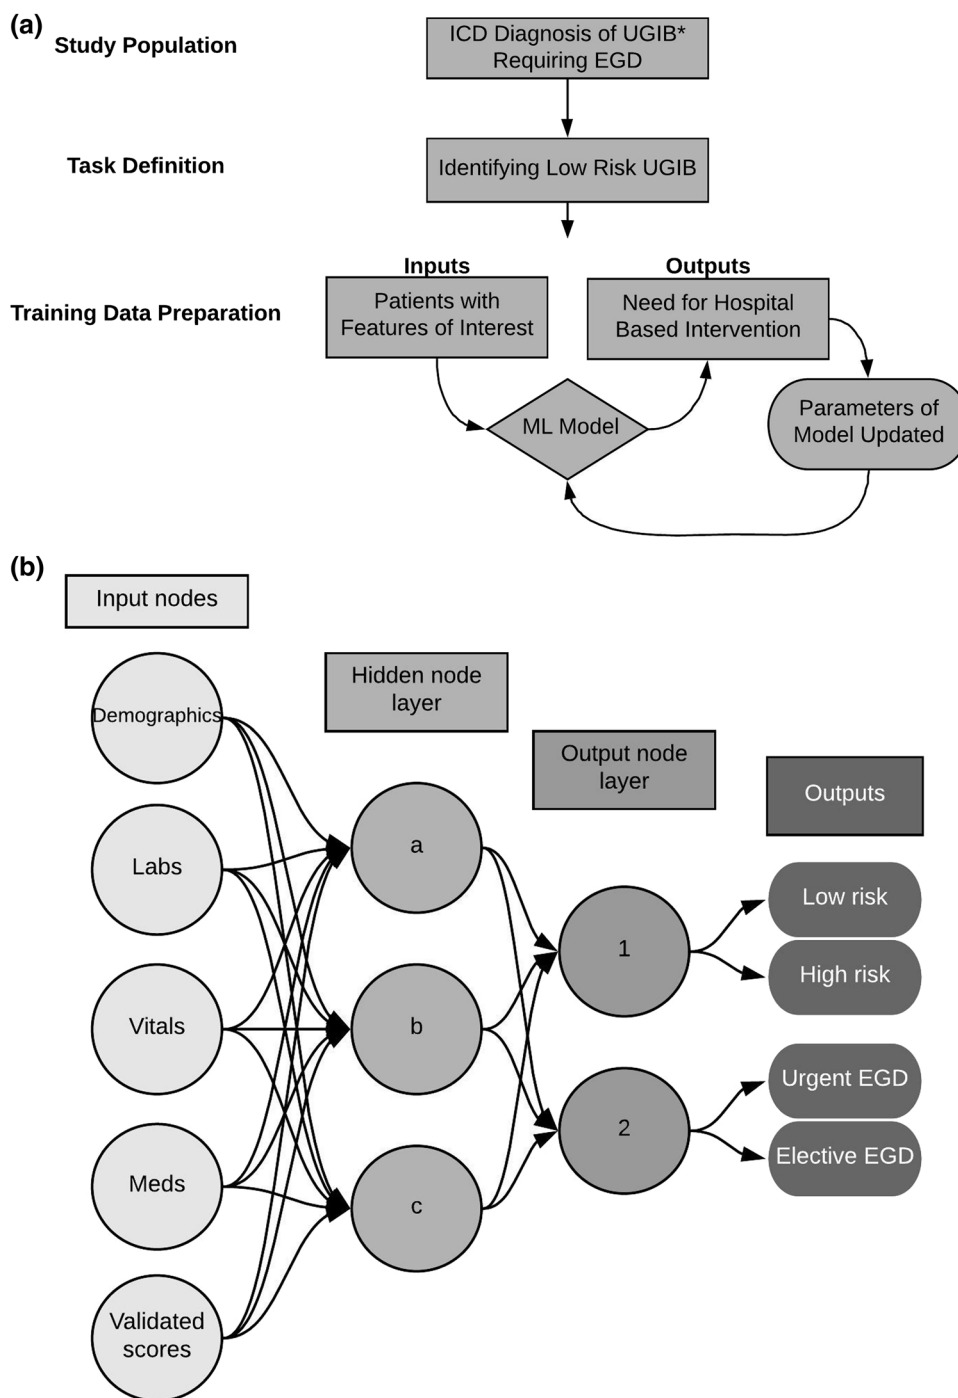 (a)
Study Population
ICD Diagnosis of UGIB*
Requiring EGD
Task Definition
Identifying Low Risk UGIB
Inputs
Outputs
Training Data Preparation
Patients with
Features of Interest
Need for Hospital
Based Intervention
ML Model
Parameters of
Model Updated
(b)
Input nodes
Hidden node
layer
Output node
layer
Outputs
Demographics
Labs
Vitals
Meds
Validated
scores
a
b
c
1
2
Low risk
High risk
Urgent EGD
Elective EGD